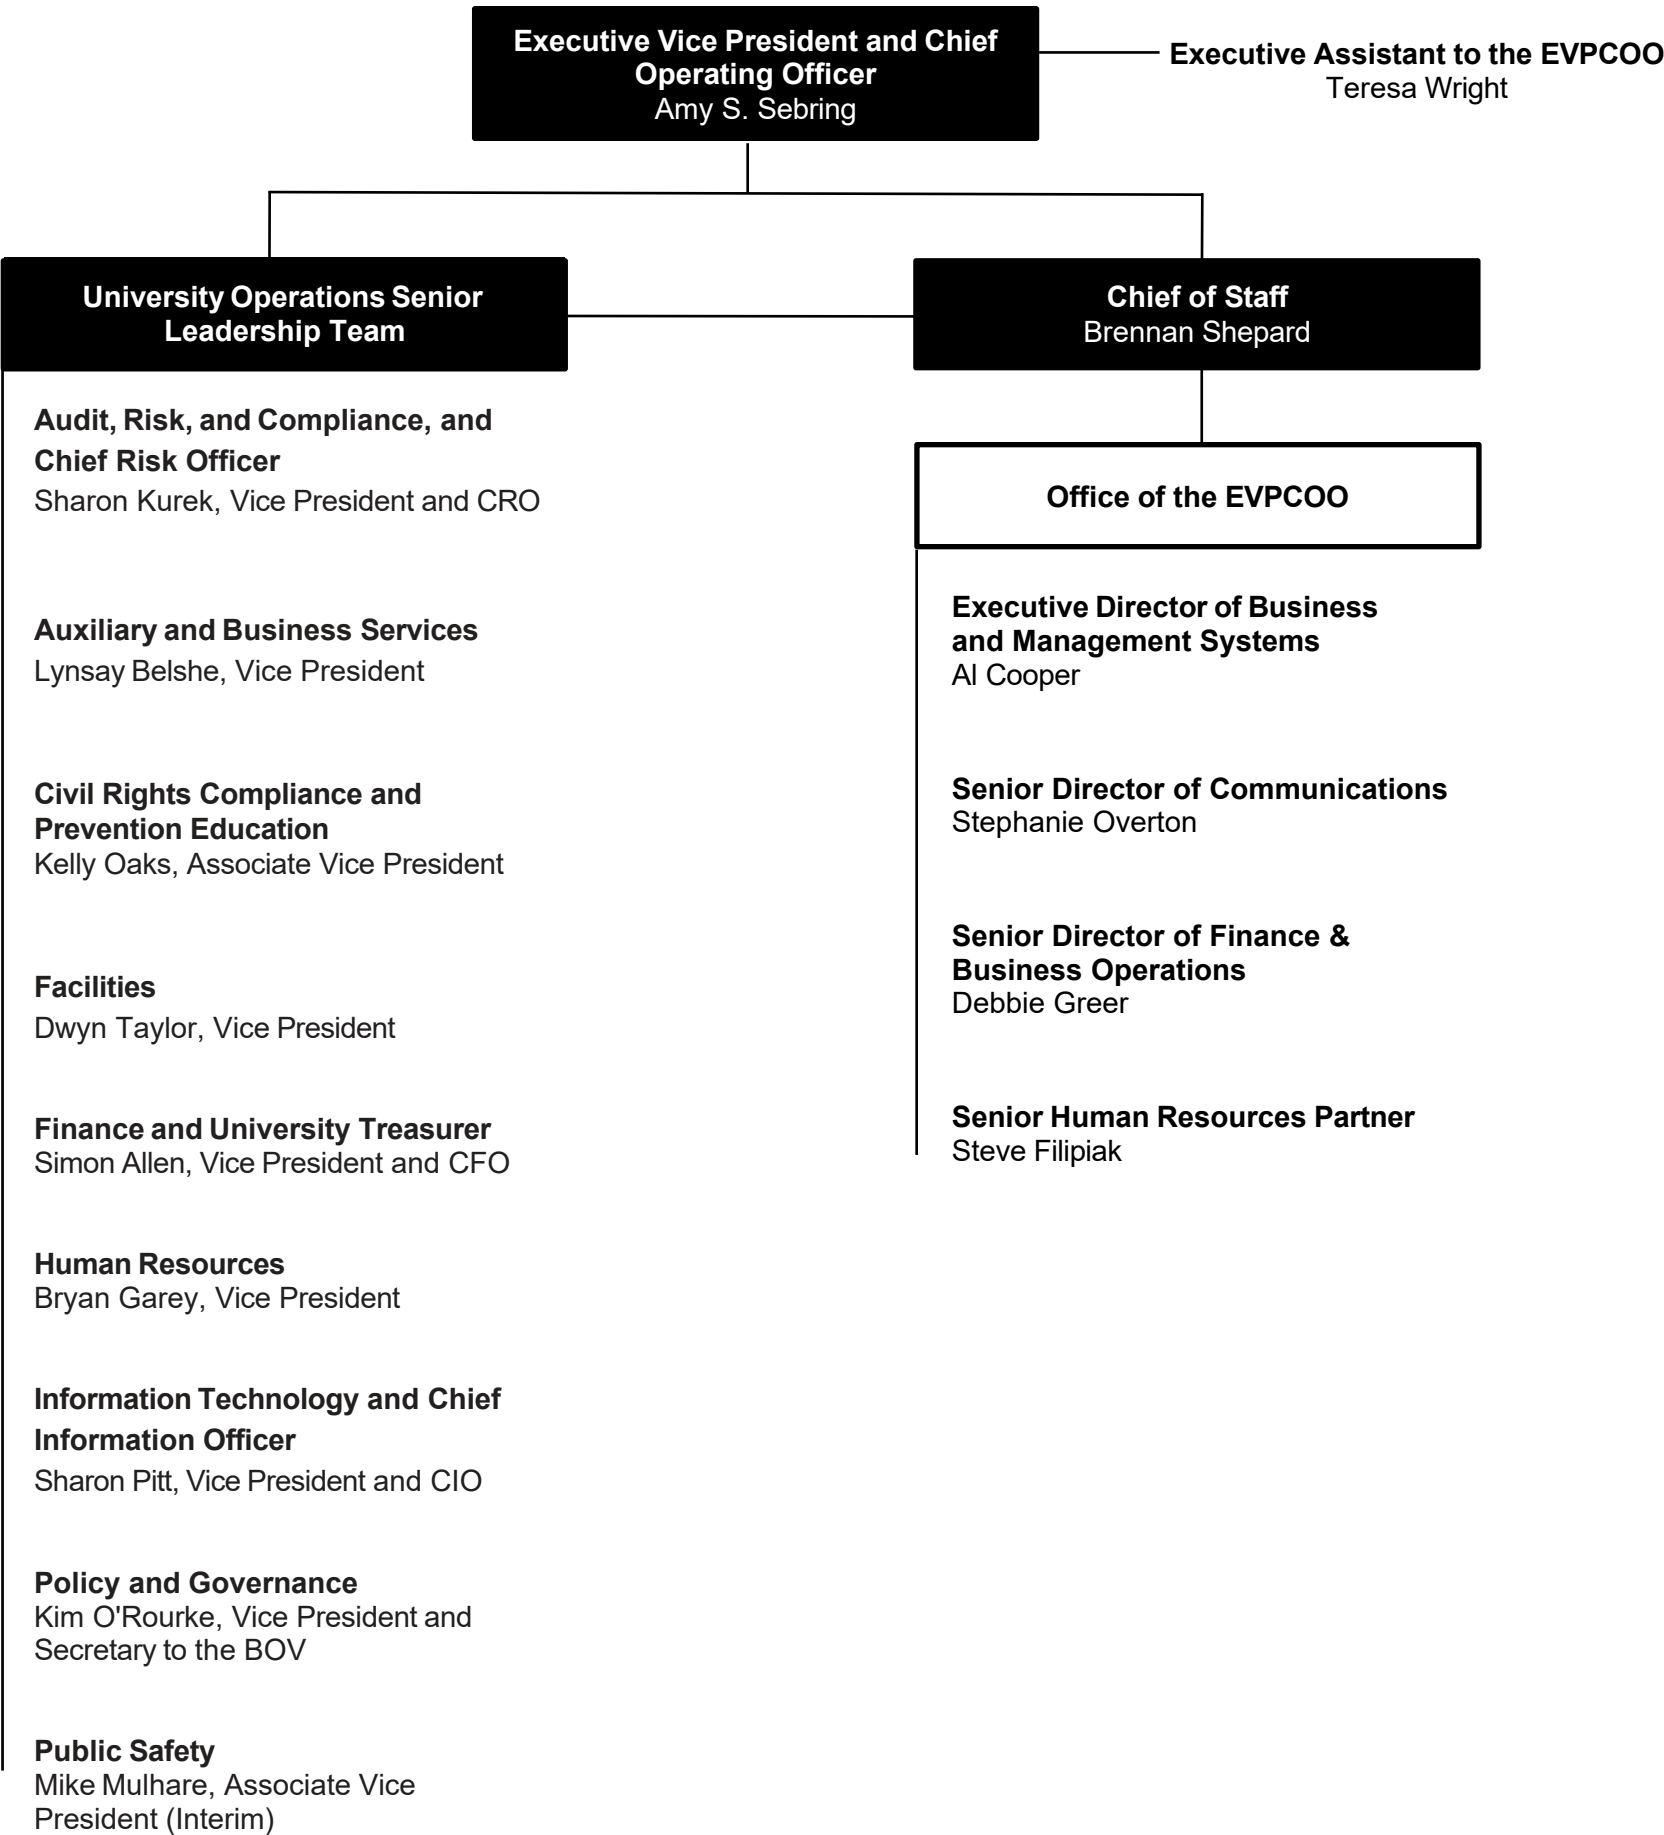 Executive Vice President and Chief
Operating Officer
Amy S. Sebring
Executive Assistant to the EVPCOO
Teresa Wright
University Operations Senior
Leadership Team
Chief of Staff
Brennan Shepard
Audit, Risk, and Compliance, and
Chief Risk Officer
Sharon Kurek, Vice President and CRO
Auxiliary and Business Services
Lynsay Belshe, Vice President
Civil Rights Compliance and
Prevention Education
Kelly Oaks, Associate Vice President
Facilities
Dwyn Taylor, Vice President
Finance and University Treasurer
Simon Allen, Vice President and CFO
Human Resources
Bryan Garey, Vice President
Information Technology and Chief
Information Officer
Sharon Pitt, Vice President and CIO
Policy and Governance
Kim O'Rourke, Vice President and
Secretary to the BOV
Public Safety
Mike Mulhare, Associate Vice
President (Interim)
Office of the EVPCOO
Executive Director of Business
and Management Systems
Al Cooper
Senior Director of Communications
Stephanie Overton
Senior Director of Finance &
Business Operations
Debbie Greer
Senior Human Resources Partner
Steve Filipiak